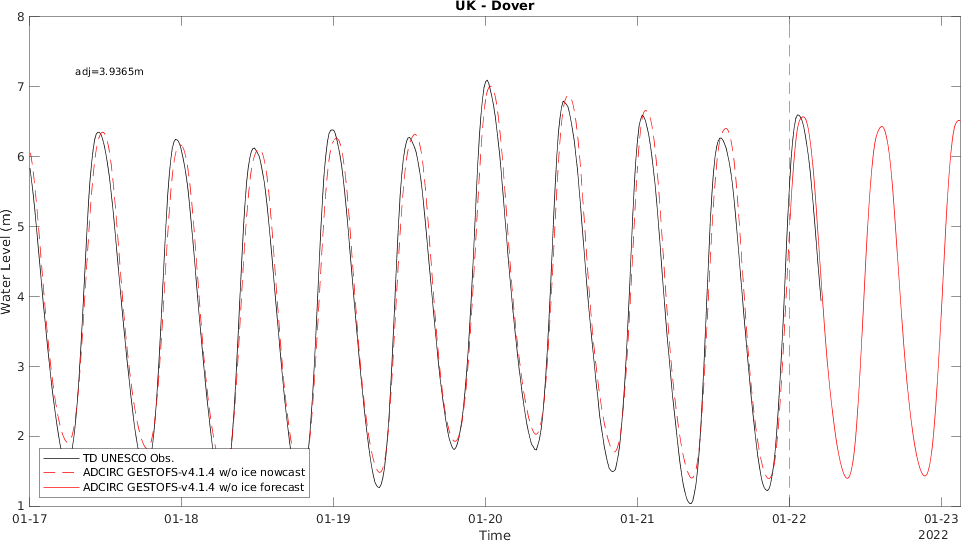 UK - Dover
8
7
6
5
4
3
2
1
Water Level (m)
adj=3.9365m
TD UNESCO Obs.
ADCIRC GESTOFS-v4.1.4 w/o ice nowcast
ADCIRC GESTOFS-v4.1.4 w/o ice forecast
01-17 01-18 01-19 01-20 01-21 01-22 01-23
Time
2022